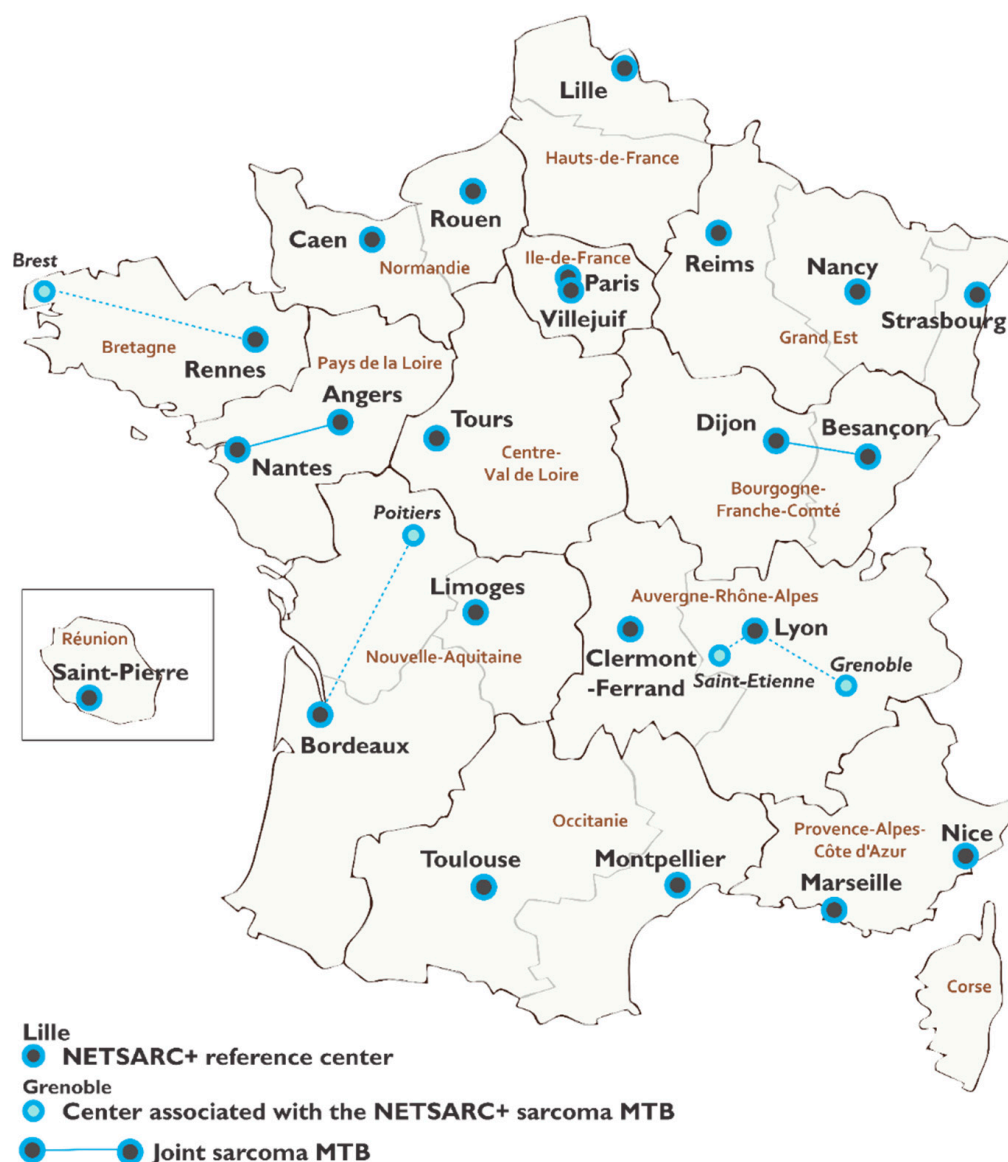 Lille
Hauts-de-France
Rouen
Caen
Normandie
Ile-de-France
Paris
Villejuif
Reims
Nancy
Strasbourg
Grand Est
Brest
Bretagne
Rennes
Pays de la Loire
Angers
Nantes
Tours
Centre-
Val de Loire
Dijon
Besançon
Bourgogne-
Franche-Comté
Poitiers
Limoges
Nouvelle-Aquitaine
Bordeaux
Auvergne-Rhône-Alpes
Clermont
-Ferrand
Lyon
Saint-Etienne
Grenoble
Réunion
Saint-Pierre
Occitanie
Toulouse
Montpellier
Provence-Alpes-
Côte d'Azur
Nice
Marseille
Corse
Lille
NETSARC+ reference center
Grenoble
Center associated with the NETSARC+ sarcoma MTB
Joint sarcoma MTB